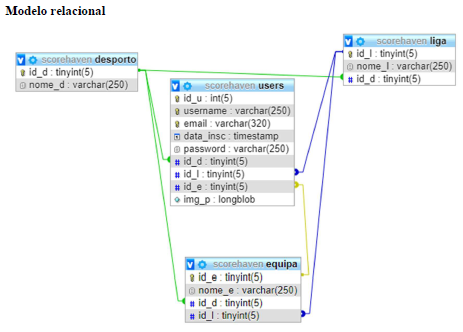 Modelo relacional
scorehaven desporto
id_d : tinyint(5)
nome_d : varchar(250)
scorehaven liga
id_l : tinyint(5)
nome_l : varchar(250)
id_d : tinyint(5)
scorehaven users
id_u : int(5)
username : varchar(250)
email : varchar(320)
data_insc : timestamp
password : varchar(250)
id_d : tinyint(5)
id_l : tinyint(5)
id_e : tinyint(5)
img_p : longblob
scorehaven equipa
id_e : tinyint(5)
nome_e : varchar(250)
id_d : tinyint(5)
id_l : tinyint(5)